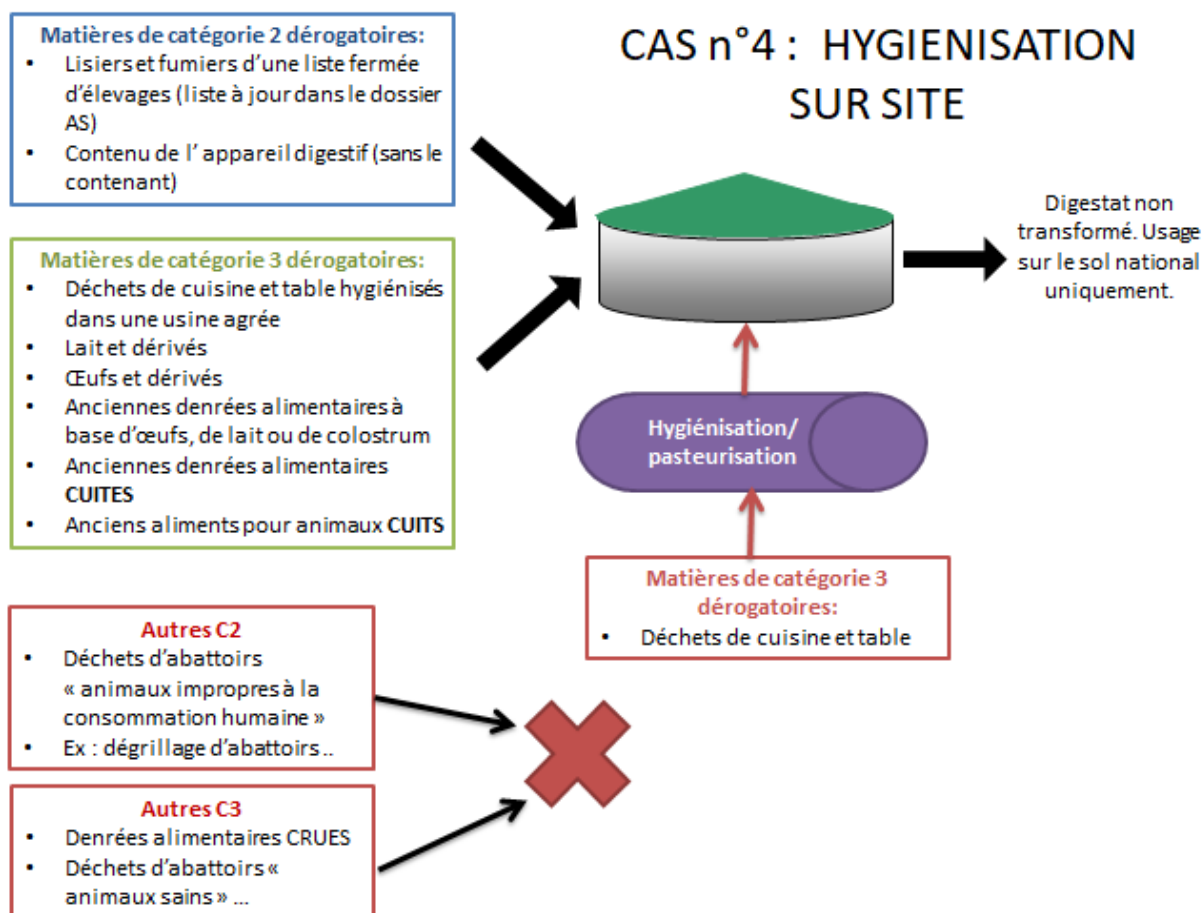 CAS n°4 : HYGIENISATION
SUR SITE
Matières de catégorie 2 dérogatoires:
• Lisiers et fumiers d’une liste fermée
d’élevages (liste à jour dans le dossier
AS)
• Contenu de l’ appareil digestif (sans le
contenant)
Matières de catégorie 3 dérogatoires:
• Déchets de cuisine et table hygiénisés
dans une usine agrée
• Lait et dérivés
• Œufs et dérivés
• Anciennes denrées alimentaires à
base d’œufs, de lait ou de colostrum
• Anciennes denrées alimentaires
CUITES
• Anciens aliments pour animaux CUITS
Digestat non
transformé. Usage
sur le sol national
uniquement.
Hygiénisation/
pasteurisation
Matières de catégorie 3
dérogatoires:
• Déchets de cuisine et table
Autres C2
• Déchets d’abattoirs
« animaux impropres à la
consommation humaine »
• Ex : dégrillage d’abattoirs ..
Autres C3
• Denrées alimentaires CRUES
• Déchets d’abattoirs «
animaux sains » ...